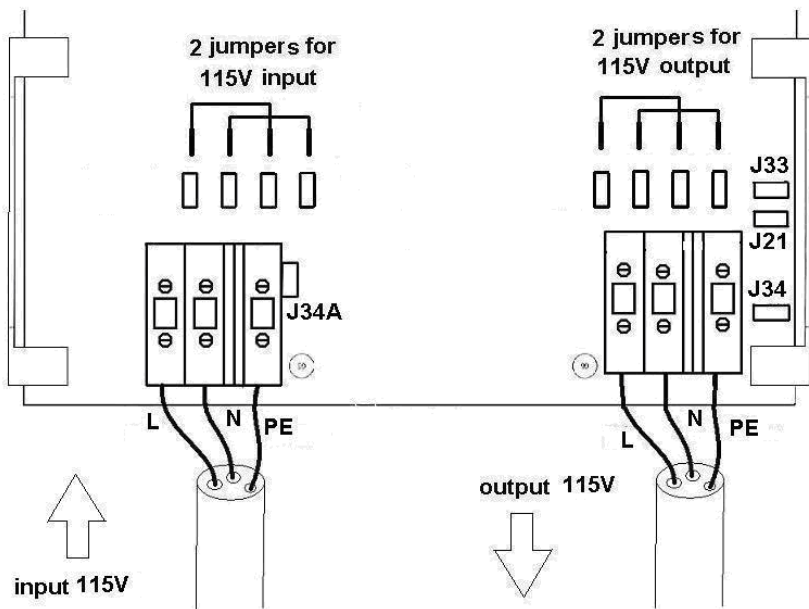 2 jumpers for
115V input
2 jumpers for
115V output
J33
J21
J34
J34A
L
N
PE
L
N
PE
input 115V
output 115V